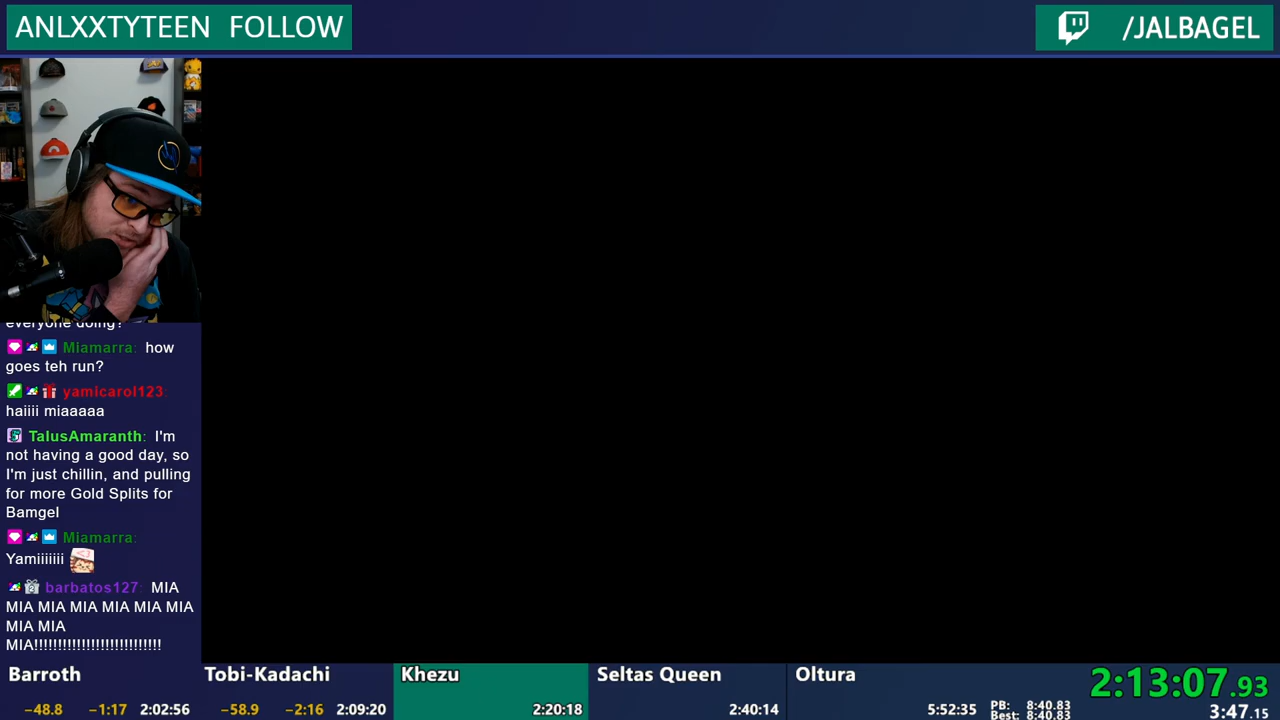 ANLXXTYTEEN FOLLOW
/JALBAGEL
everyone doing?
Miamarra: how
goes teh run?
yamicarol123:
haiiii miaaaaa
TalusAmaranth: I'm
not having a good day, so
I'm just chillin, and pulling
for more Gold Splits for
Bamgel
Miamarra:
Yamiiiiiii
barbatos127: MIA
MIA MIA MIA MIA MIA MIA
MIA MIA
MIA!!!!!!!!!!!!!!!!!!!!!!!!!!!
Barroth
-48.8 -1:17 2:02:56
Tobi-Kadachi
-58.9 -2:16 2:09:20
Khezu
2:20:18
Seltas Queen
2:40:14
Oltura
5:52:35
2:13:07.93
PB: 8:40.83
Best: 8:40.83
3:47.15